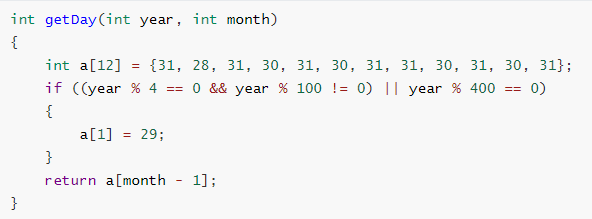 int getDay(int year, int month)
{
    int a[12] = {31, 28, 31, 30, 31, 30, 31, 31, 30, 31, 30, 31};
    if ((year % 4 == 0 && year % 100 != 0) || year % 400 == 0)
    {
        a[1] = 29;
    }
    return a[month - 1];
}